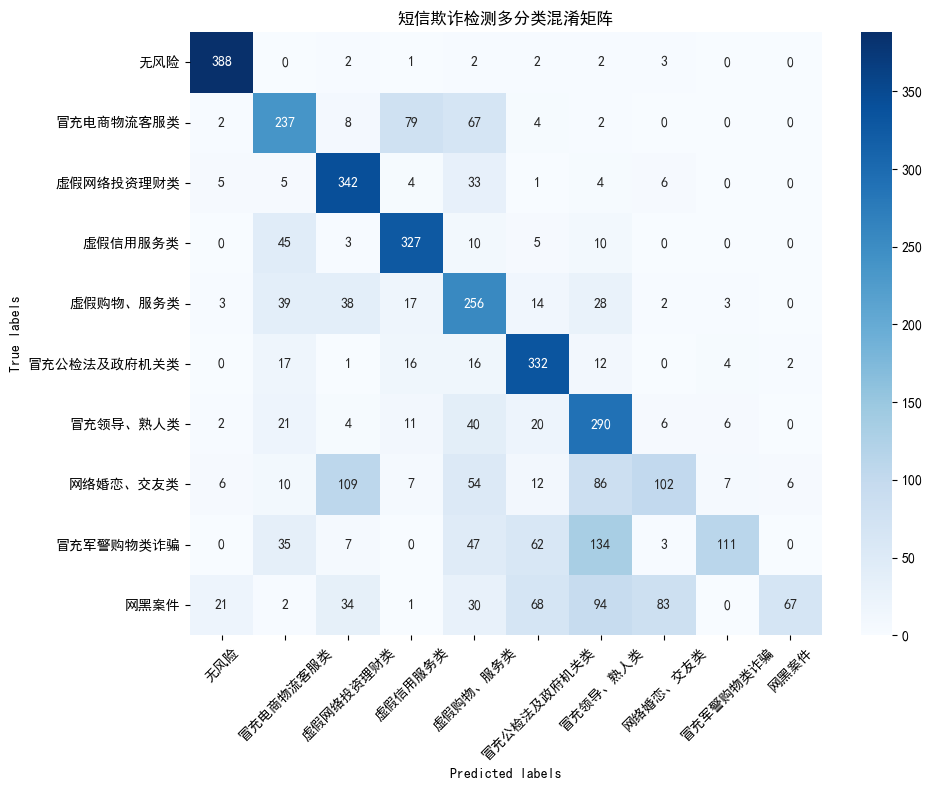 短信欺诈检测多分类混淆矩阵
True labels
无风险 388 0 2 1 2 2 2 3 0 0
冒充电商物流客服类 2 237 8 79 67 4 2 0 0 0
虚假网络投资理财类 5 5 342 4 33 1 4 6 0 0
虚假信用服务类 0 45 3 327 10 5 10 0 0 0
虚假购物、服务类 3 39 38 17 256 14 28 2 3 0
冒充公检法及政府机关类 0 17 1 16 16 332 12 0 4 2
冒充领导、熟人类 2 21 4 11 40 20 290 6 6 0
网络婚恋、交友类 6 10 109 7 54 12 86 102 7 6
冒充军警购物类诈骗 0 35 7 0 47 62 134 3 111 0
网黑案件 21 2 34 1 30 68 94 83 0 67
无风险
冒充电商物流客服类
虚假网络投资理财类
虚假信用服务类
虚假购物、服务类
冒充公检法及政府机关类
冒充领导、熟人类
网络婚恋、交友类
冒充军警购物类诈骗
网黑案件
Predicted labels
350
300
250
200
150
100
50
0